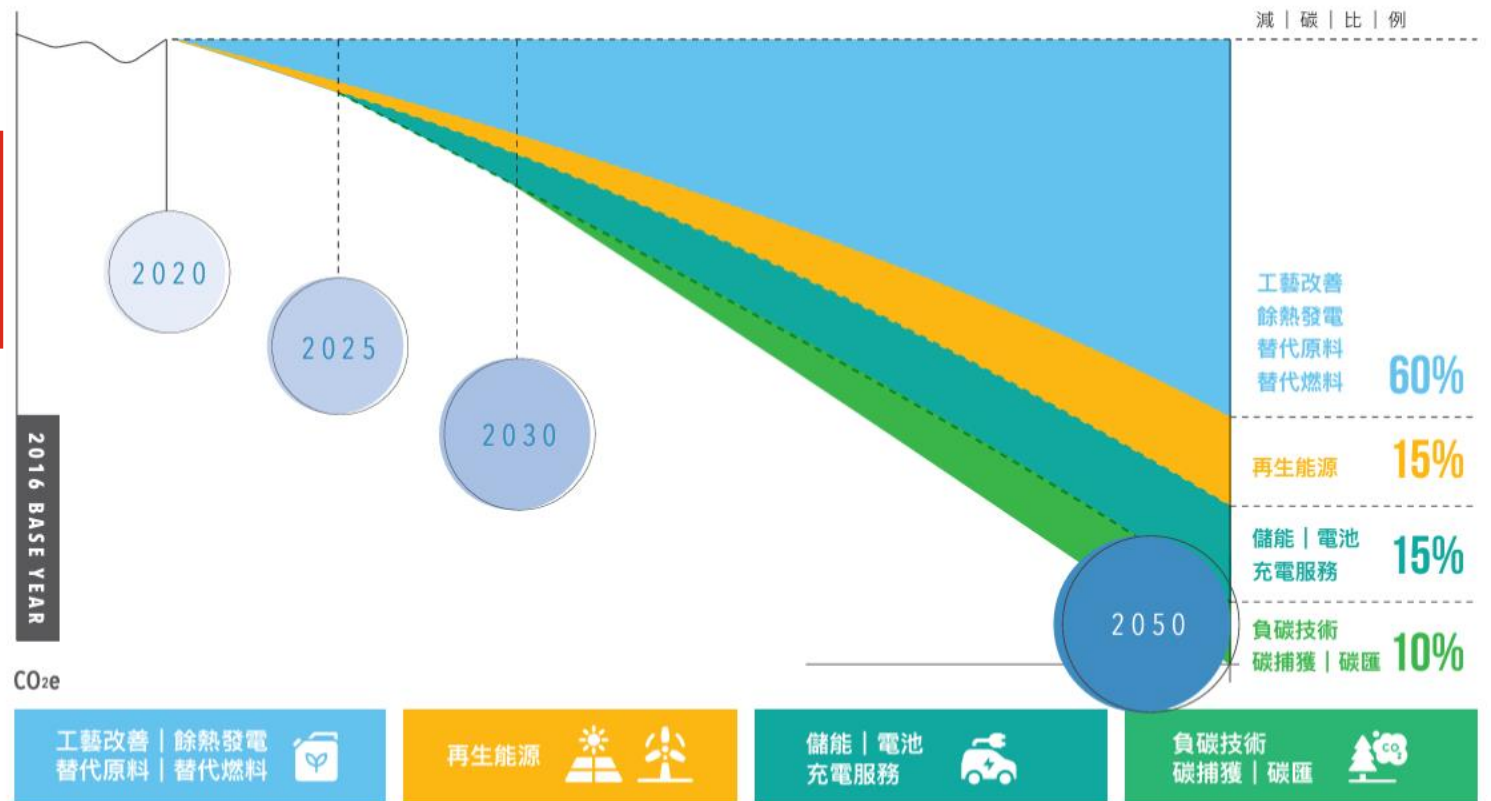 減｜碳｜比｜例
2020
2025
2030
2050
2016 BASE YEAR
CO₂e
工藝改善
餘熱發電
替代原料
替代燃料
60%
再生能源 15%
儲能｜電池
充電服務
15%
負碳技術
碳捕獲｜碳匯
10%
工藝改善｜餘熱發電
替代原料｜替代燃料
再生能源
儲能｜電池
充電服務
負碳技術
碳捕獲｜碳匯
CO₂